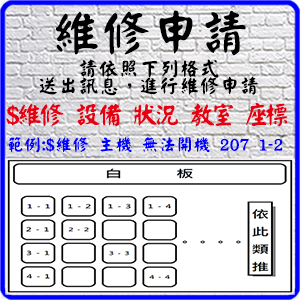 維修申請
請依照下列格式
送出訊息，進行維修申請
$維修 設備 狀況 教室 座標
範例:$維修 主機 無法開機 207 1-2
白板
1-1 1-2 1-3 1-4
2-1 2-2
3-1 3-3
4-1 4-4
依此類推